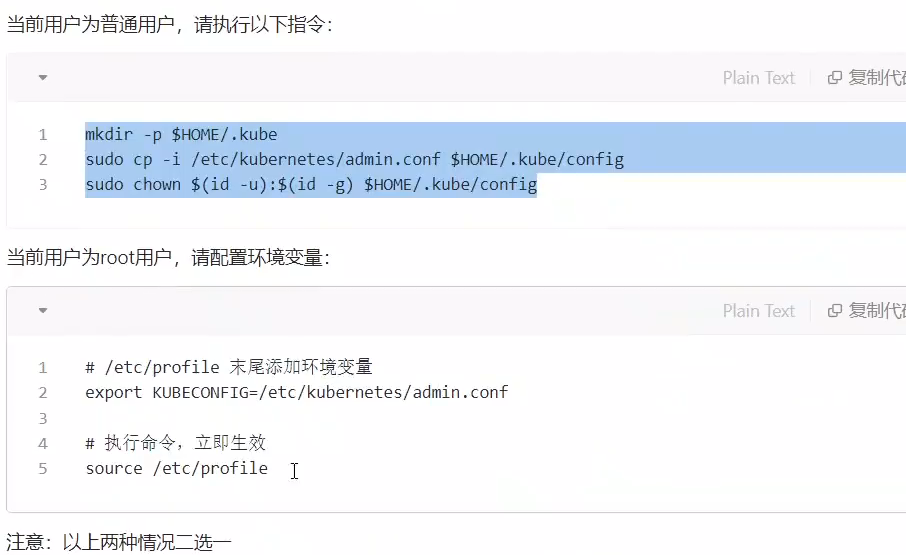 当前用户为普通用户，请执行以下指令：
Plain Text 复制代码
1 mkdir -p $HOME/.kube
2 sudo cp -i /etc/kubernetes/admin.conf $HOME/.kube/config
3 sudo chown $(id -u):$(id -g) $HOME/.kube/config
当前用户为root用户，请配置环境变量：
Plain Text 复制代码
1 # /etc/profile 末尾添加环境变量
2 export KUBECONFIG=/etc/kubernetes/admin.conf
3
4 # 执行命令，立即生效
5 source /etc/profile
注意：以上两种情况二选一